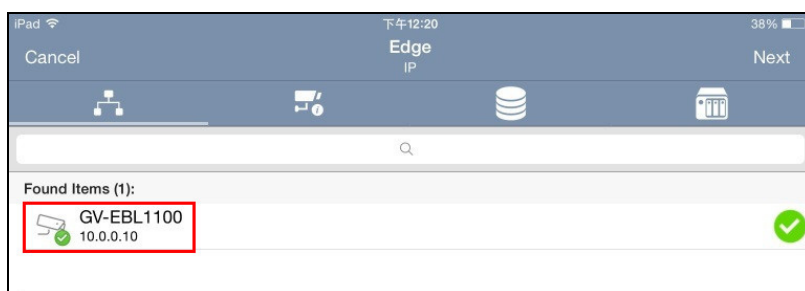 iPad 下午12:20 38%
Cancel Edge Next
IP
Found Items (1):
GV-EBL1100
10.0.0.10